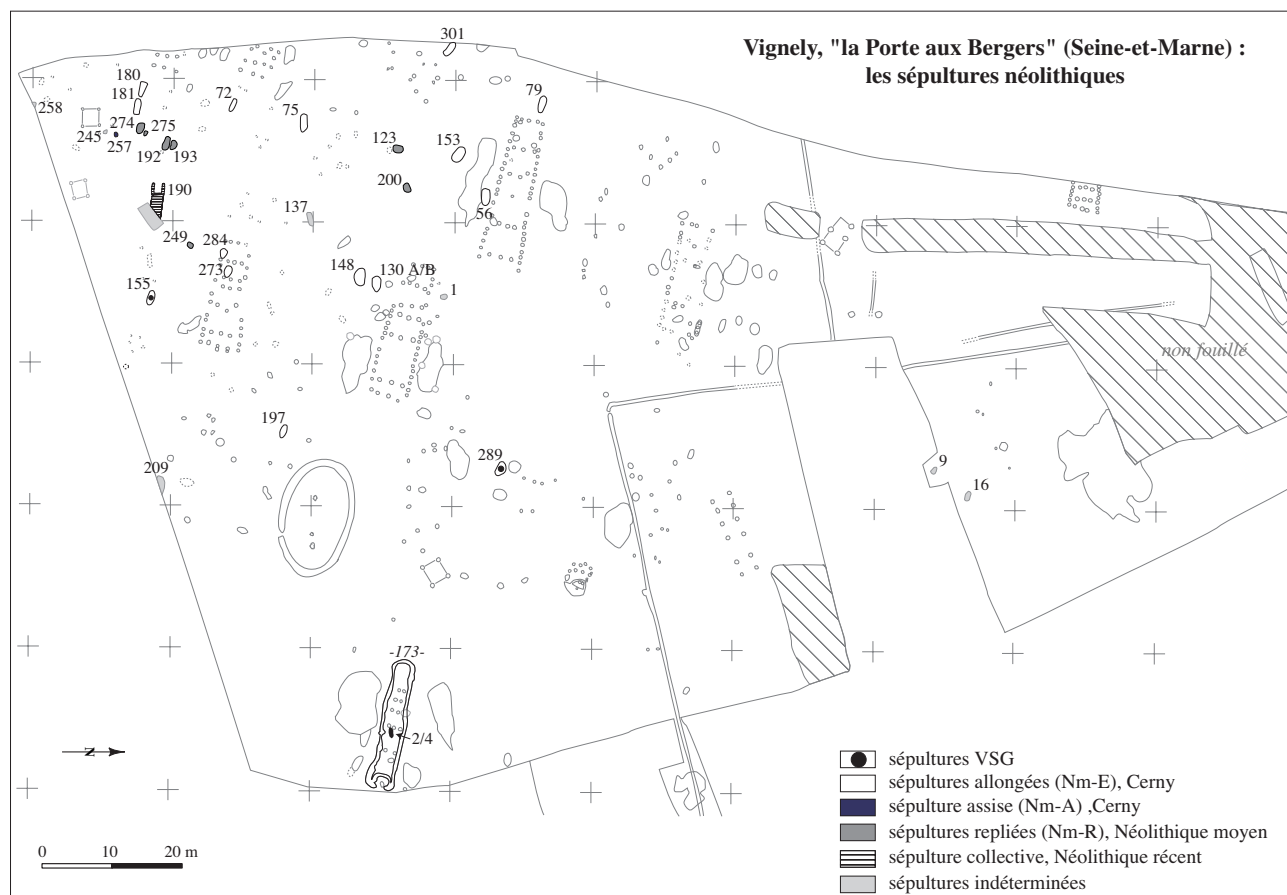 Vignely, "la Porte aux Bergers" (Seine-et-Marne) :
les sépultures néolithiques
301
180
181
72
79
258
75
274
275
245
257
123
153
192
193
200
190
56
137
249
284
148
130 A/B
273
1
155
non fouillé
197
289
209
9
16
-173-
2/4
N
sépultures VSG
sépultures allongées (Nm-E), Cerny
sépulture assise (Nm-A) ,Cerny
sépultures repliées (Nm-R), Néolithique moyen
sépulture collective, Néolithique récent
sépultures indéterminées
0 10 20 m